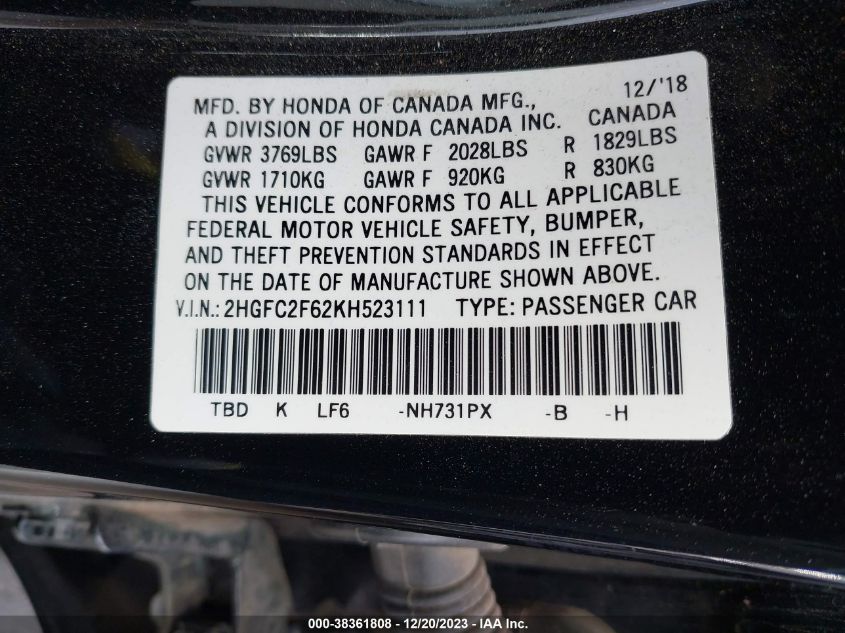 MFD. BY HONDA OF CANADA MFG., 12/'18
A DIVISION OF HONDA CANADA INC. CANADA
GVWR 3769LBS GAWR F 2028LBS R 1829LBS
GVWR 1710KG GAWR F 920KG R 830KG
THIS VEHICLE CONFORMS TO ALL APPLICABLE
FEDERAL MOTOR VEHICLE SAFETY, BUMPER,
AND THEFT PREVENTION STANDARDS IN EFFECT
ON THE DATE OF MANUFACTURE SHOWN ABOVE.
V.I.N.: 2HGFC2F62KH523111 TYPE: PASSENGER CAR
TBD K LF6 -NH731PX -B -H
000-38361808 - 12/20/2023 - IAA Inc.